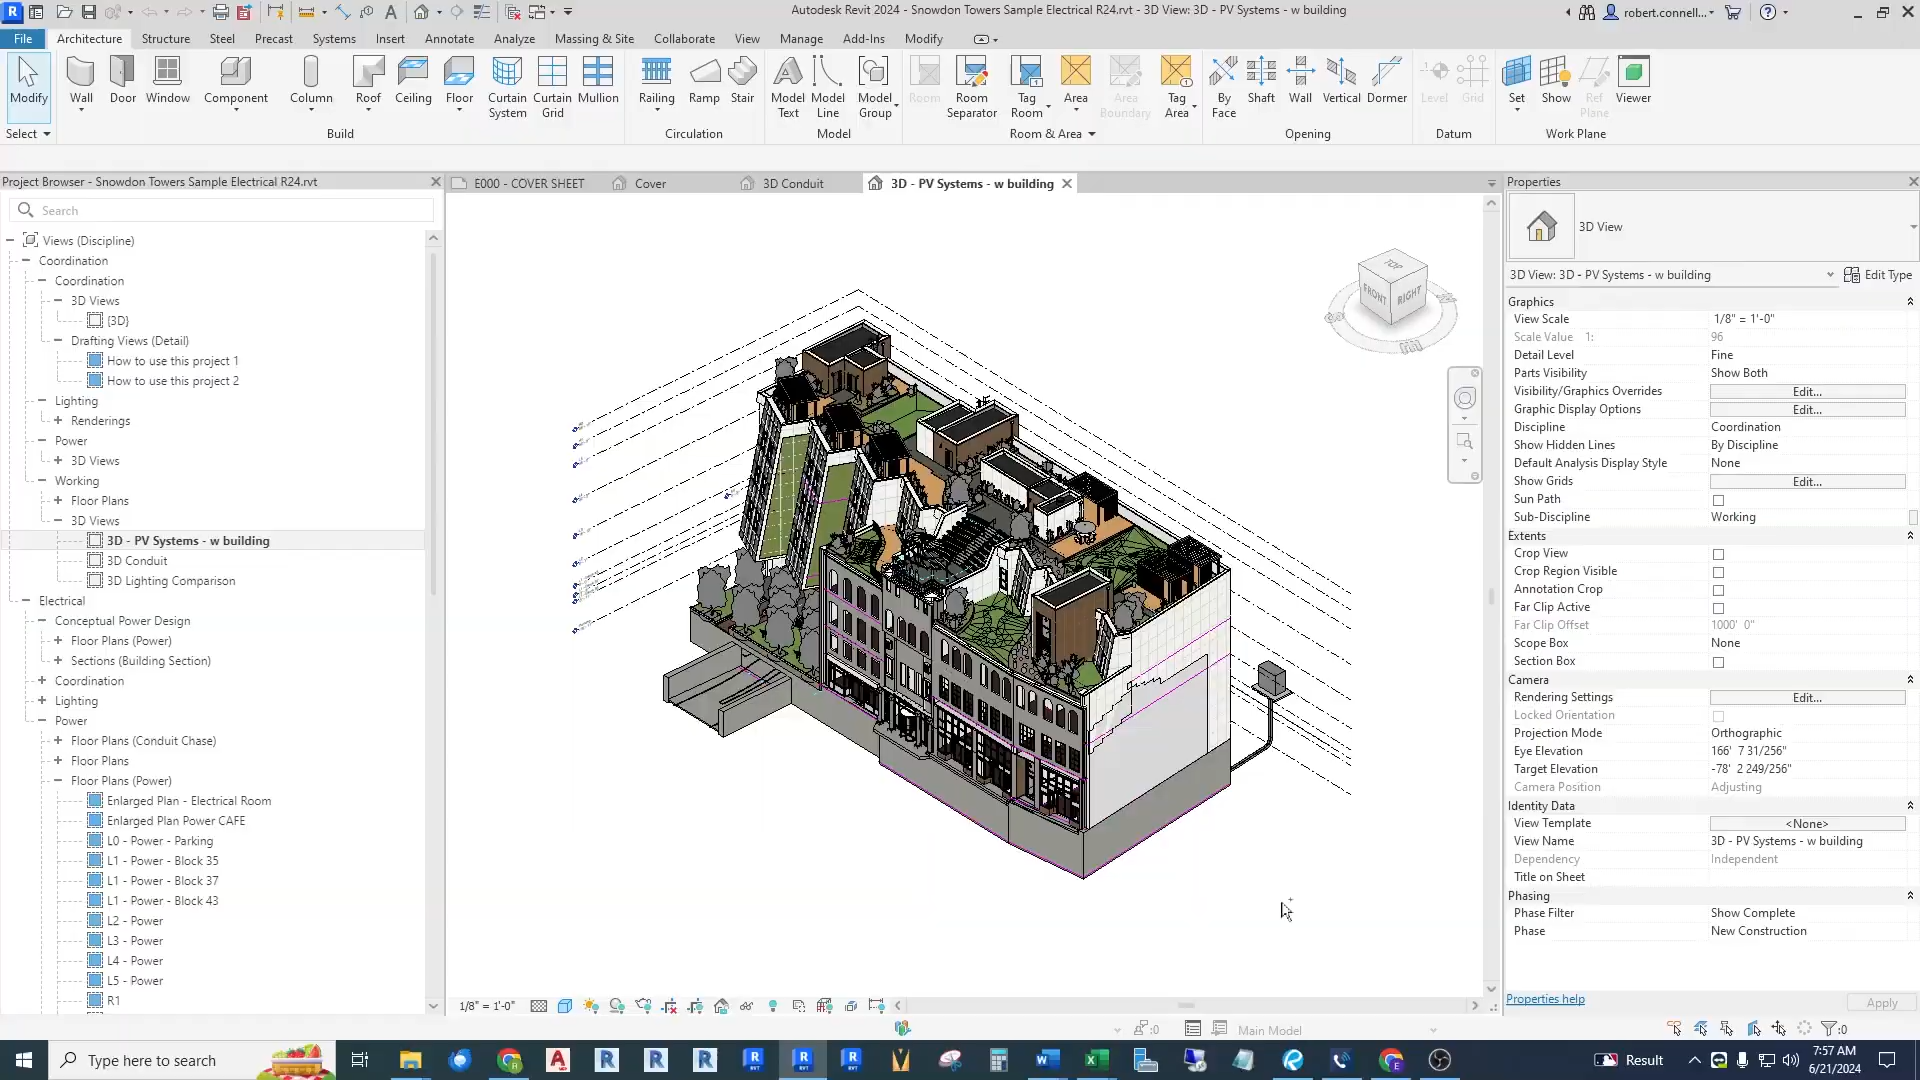 Autodesk Revit 2024 - Snowdon Towers Sample Electrical R24.rvt - 3D View: 3D - PV Systems - w building
robert.connell...
File Architecture Structure Steel Precast Systems Insert Annotate Analyze Massing & Site Collaborate View Manage Add-Ins Modify
Modify Wall Door Window Component Column Roof Ceiling Floor Curtain System Curtain Grid Mullion Railing Ramp Stair Model Text Model Line Model Group Room Room Separator Tag Room Area Area Boundary Tag Area By Face Shaft Wall Vertical Dormer Level Grid Set Show Ref Plane Viewer
Select Build Circulation Model Room & Area Opening Datum Work Plane
Project Browser - Snowdon Towers Sample Electrical R24.rvt
Search
Views (Discipline)
Coordination
Coordination
3D Views
{3D}
Drafting Views (Detail)
How to use this project 1
How to use this project 2
Lighting
Renderings
Power
3D Views
Working
Floor Plans
3D Views
3D - PV Systems - w building
3D Conduit
3D Lighting Comparison
Electrical
Conceptual Power Design
Floor Plans (Power)
Sections (Building Section)
Coordination
Lighting
Power
Floor Plans (Conduit Chase)
Floor Plans
Floor Plans (Power)
Enlarged Plan - Electrical Room
Enlarged Plan Power CAFE
L0 - Power - Parking
L1 - Power - Block 35
L1 - Power - Block 37
L1 - Power - Block 43
L2 - Power
L3 - Power
L4 - Power
L5 - Power
R1
E000 - COVER SHEET Cover 3D Conduit 3D - PV Systems - w building
TOP
FRONT RIGHT
1/8" = 1'-0"
Properties
3D View
3D View: 3D - PV Systems - w building Edit Type
Graphics
View Scale 1/8" = 1'-0"
Scale Value 1: 96
Detail Level Fine
Parts Visibility Show Both
Visibility/Graphics Overrides Edit...
Graphic Display Options Edit...
Discipline Coordination
Show Hidden Lines By Discipline
Default Analysis Display Style None
Show Grids Edit...
Sun Path
Sub-Discipline Working
Extents
Crop View
Crop Region Visible
Annotation Crop
Far Clip Active
Far Clip Offset 1000' 0"
Scope Box None
Section Box
Camera
Rendering Settings Edit...
Locked Orientation
Projection Mode Orthographic
Eye Elevation 166' 7 31/256"
Target Elevation -78' 2 249/256"
Camera Position Adjusting
Identity Data
View Template <None>
View Name 3D - PV Systems - w building
Dependency Independent
Title on Sheet
Phasing
Phase Filter Show Complete
Phase New Construction
Properties help Apply
:0 Main Model :0
Type here to search Result 7:57 AM
6/21/2024